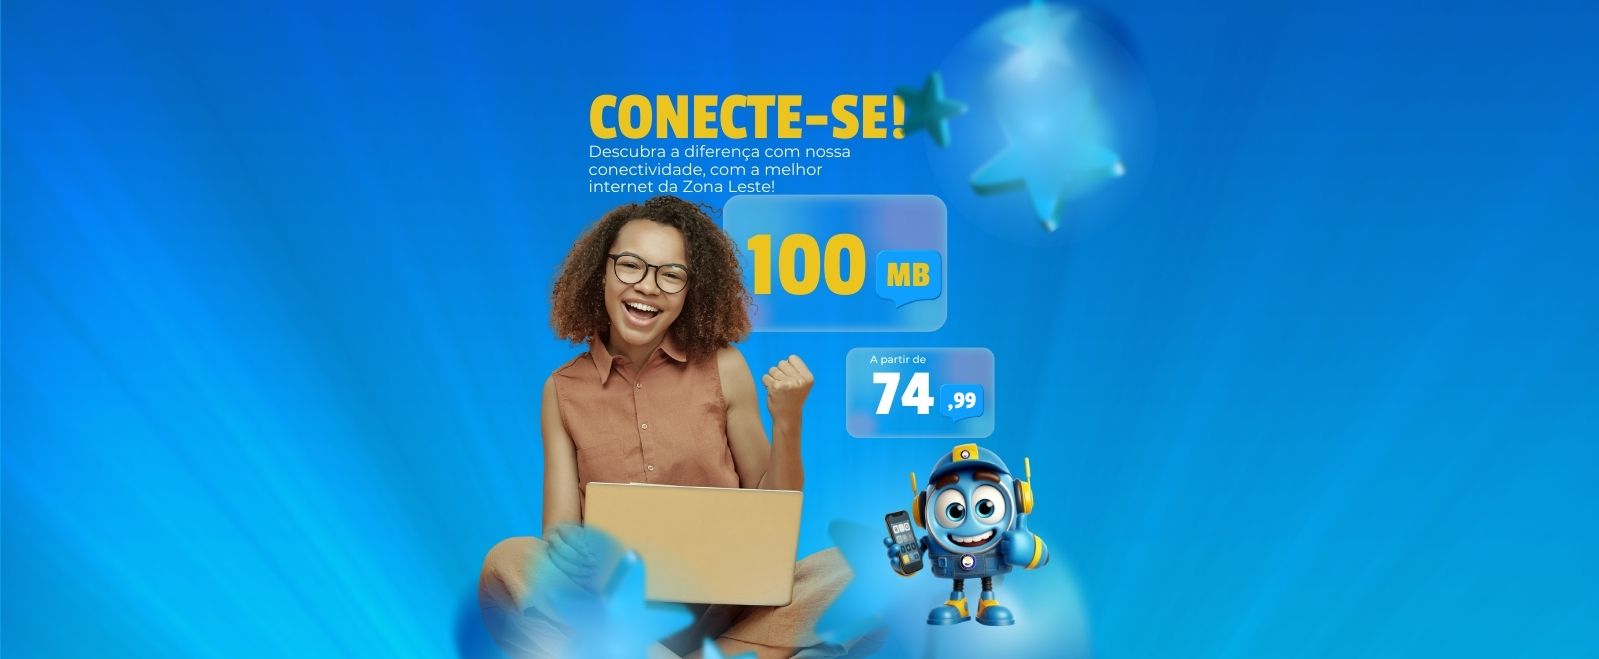 CONECTE-SE!
Descubra a diferença com nossa
conectividade, com a melhor
internet da Zona Leste!
100 MB
A partir de
74 ,99